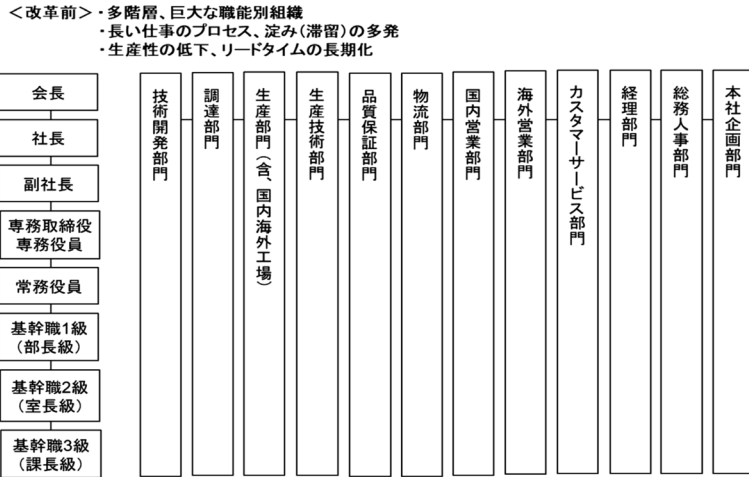 ＜改革前＞・多階層、巨大な職能別組織
・長い仕事のプロセス、淀み（滞留）の多発
・生産性の低下、リードタイムの長期化
会長
社長
副社長
専務取締役
専務役員
常務役員
基幹職1級
（部長級）
基幹職2級
（室長級）
基幹職3級
（課長級）
技術開発部門
調達部門
生産部門（含、国内海外工場）
生産技術部門
品質保証部門
物流部門
国内営業部門
海外営業部門
カスタマーサービス部門
経理部門
総務人事部門
本社企画部門